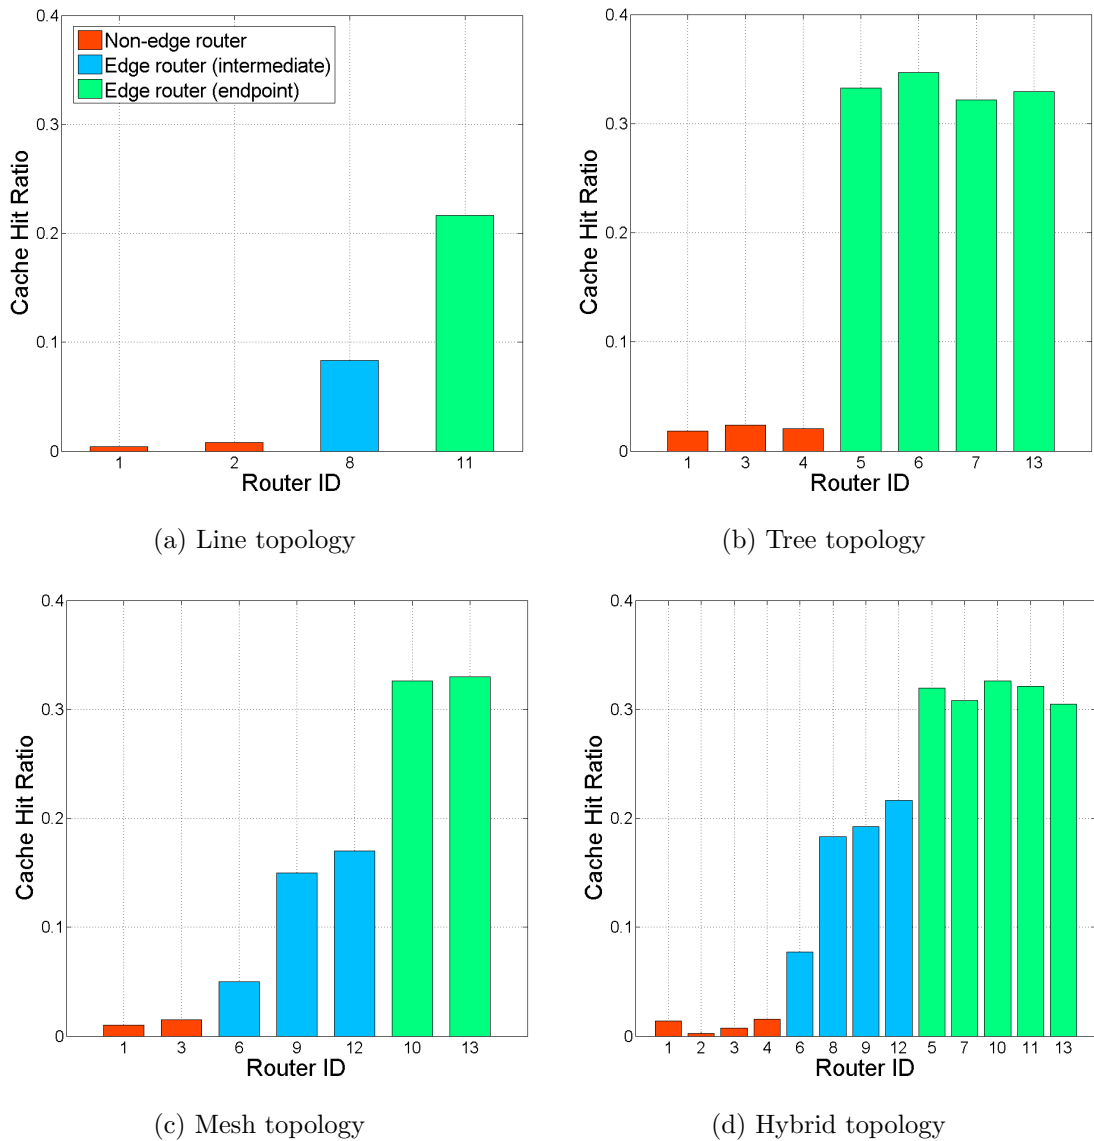 0.4
0.3
0.2
0.1
0
Cache Hit Ratio
Non-edge router
Edge router (intermediate)
Edge router (endpoint)
1 2 8 11
Router ID
(a) Line topology
0.4
0.3
0.2
0.1
0
Cache Hit Ratio
1 3 4 5 6 7 13
Router ID
(b) Tree topology
0.4
0.3
0.2
0.1
0
Cache Hit Ratio
1 3 6 9 12 10 13
Router ID
(c) Mesh topology
0.4
0.3
0.2
0.1
0
Cache Hit Ratio
1 2 3 4 6 8 9 12 5 7 10 11 13
Router ID
(d) Hybrid topology